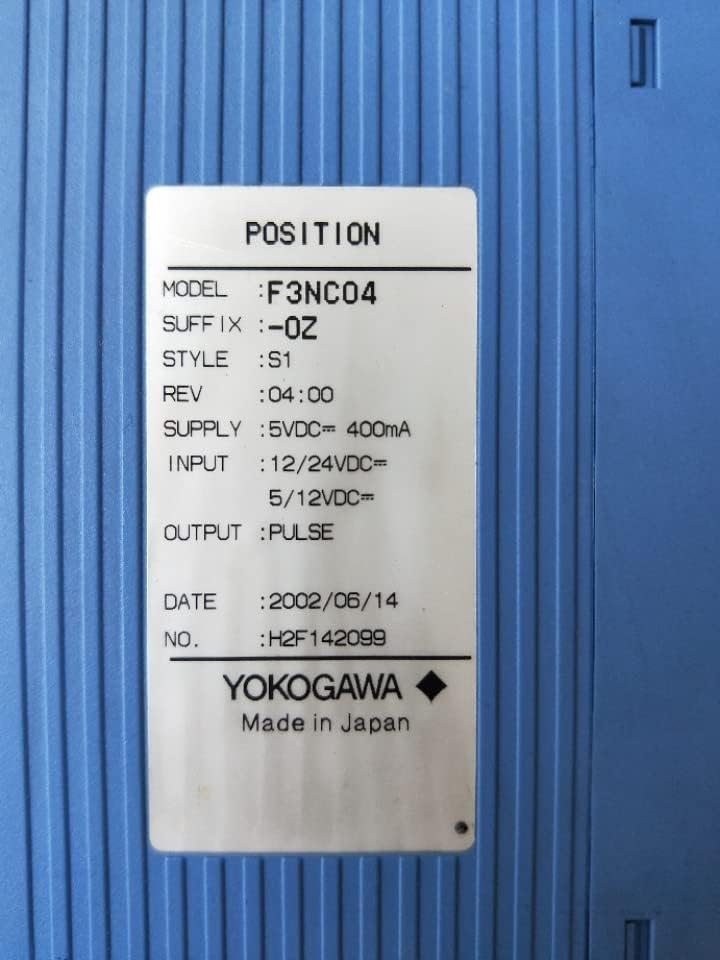 POSITION
MODEL :F3NC04
SUFFIX :-0Z
STYLE :S1
REV :04:00
SUPPLY :5VDC⎓ 400mA
INPUT :12/24VDC⎓
5/12VDC⎓
OUTPUT :PULSE
DATE :2002/06/14
NO. :H2F142099
YOKOGAWA ◆
Made in Japan